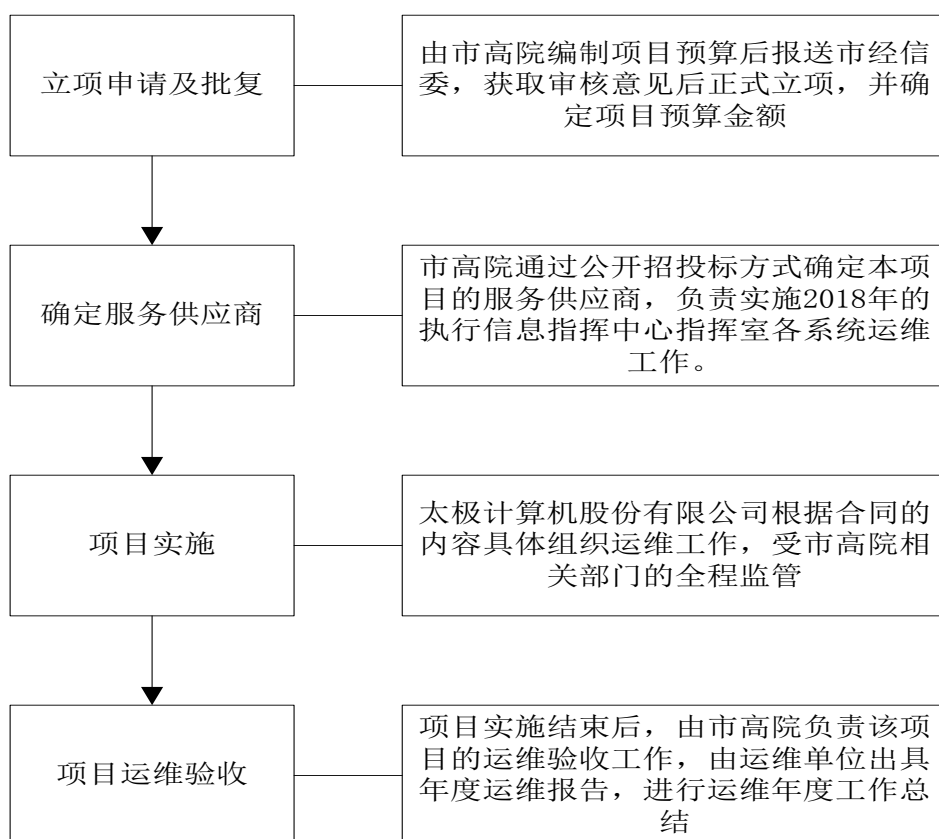 立项申请及批复
由市高院编制项目预算后报送市经信
委，获取审核意见后正式立项，并确
定项目预算金额
确定服务供应商
市高院通过公开招投标方式确定本项
目的服务供应商，负责实施2018年的
执行信息指挥中心指挥室各系统运维
工作。
项目实施
太极计算机股份有限公司根据合同的
内容具体组织运维工作，受市高院相
关部门的全程监管
项目运维验收
项目实施结束后，由市高院负责该项
目的运维验收工作，由运维单位出具
年度运维报告，进行运维年度工作总
结